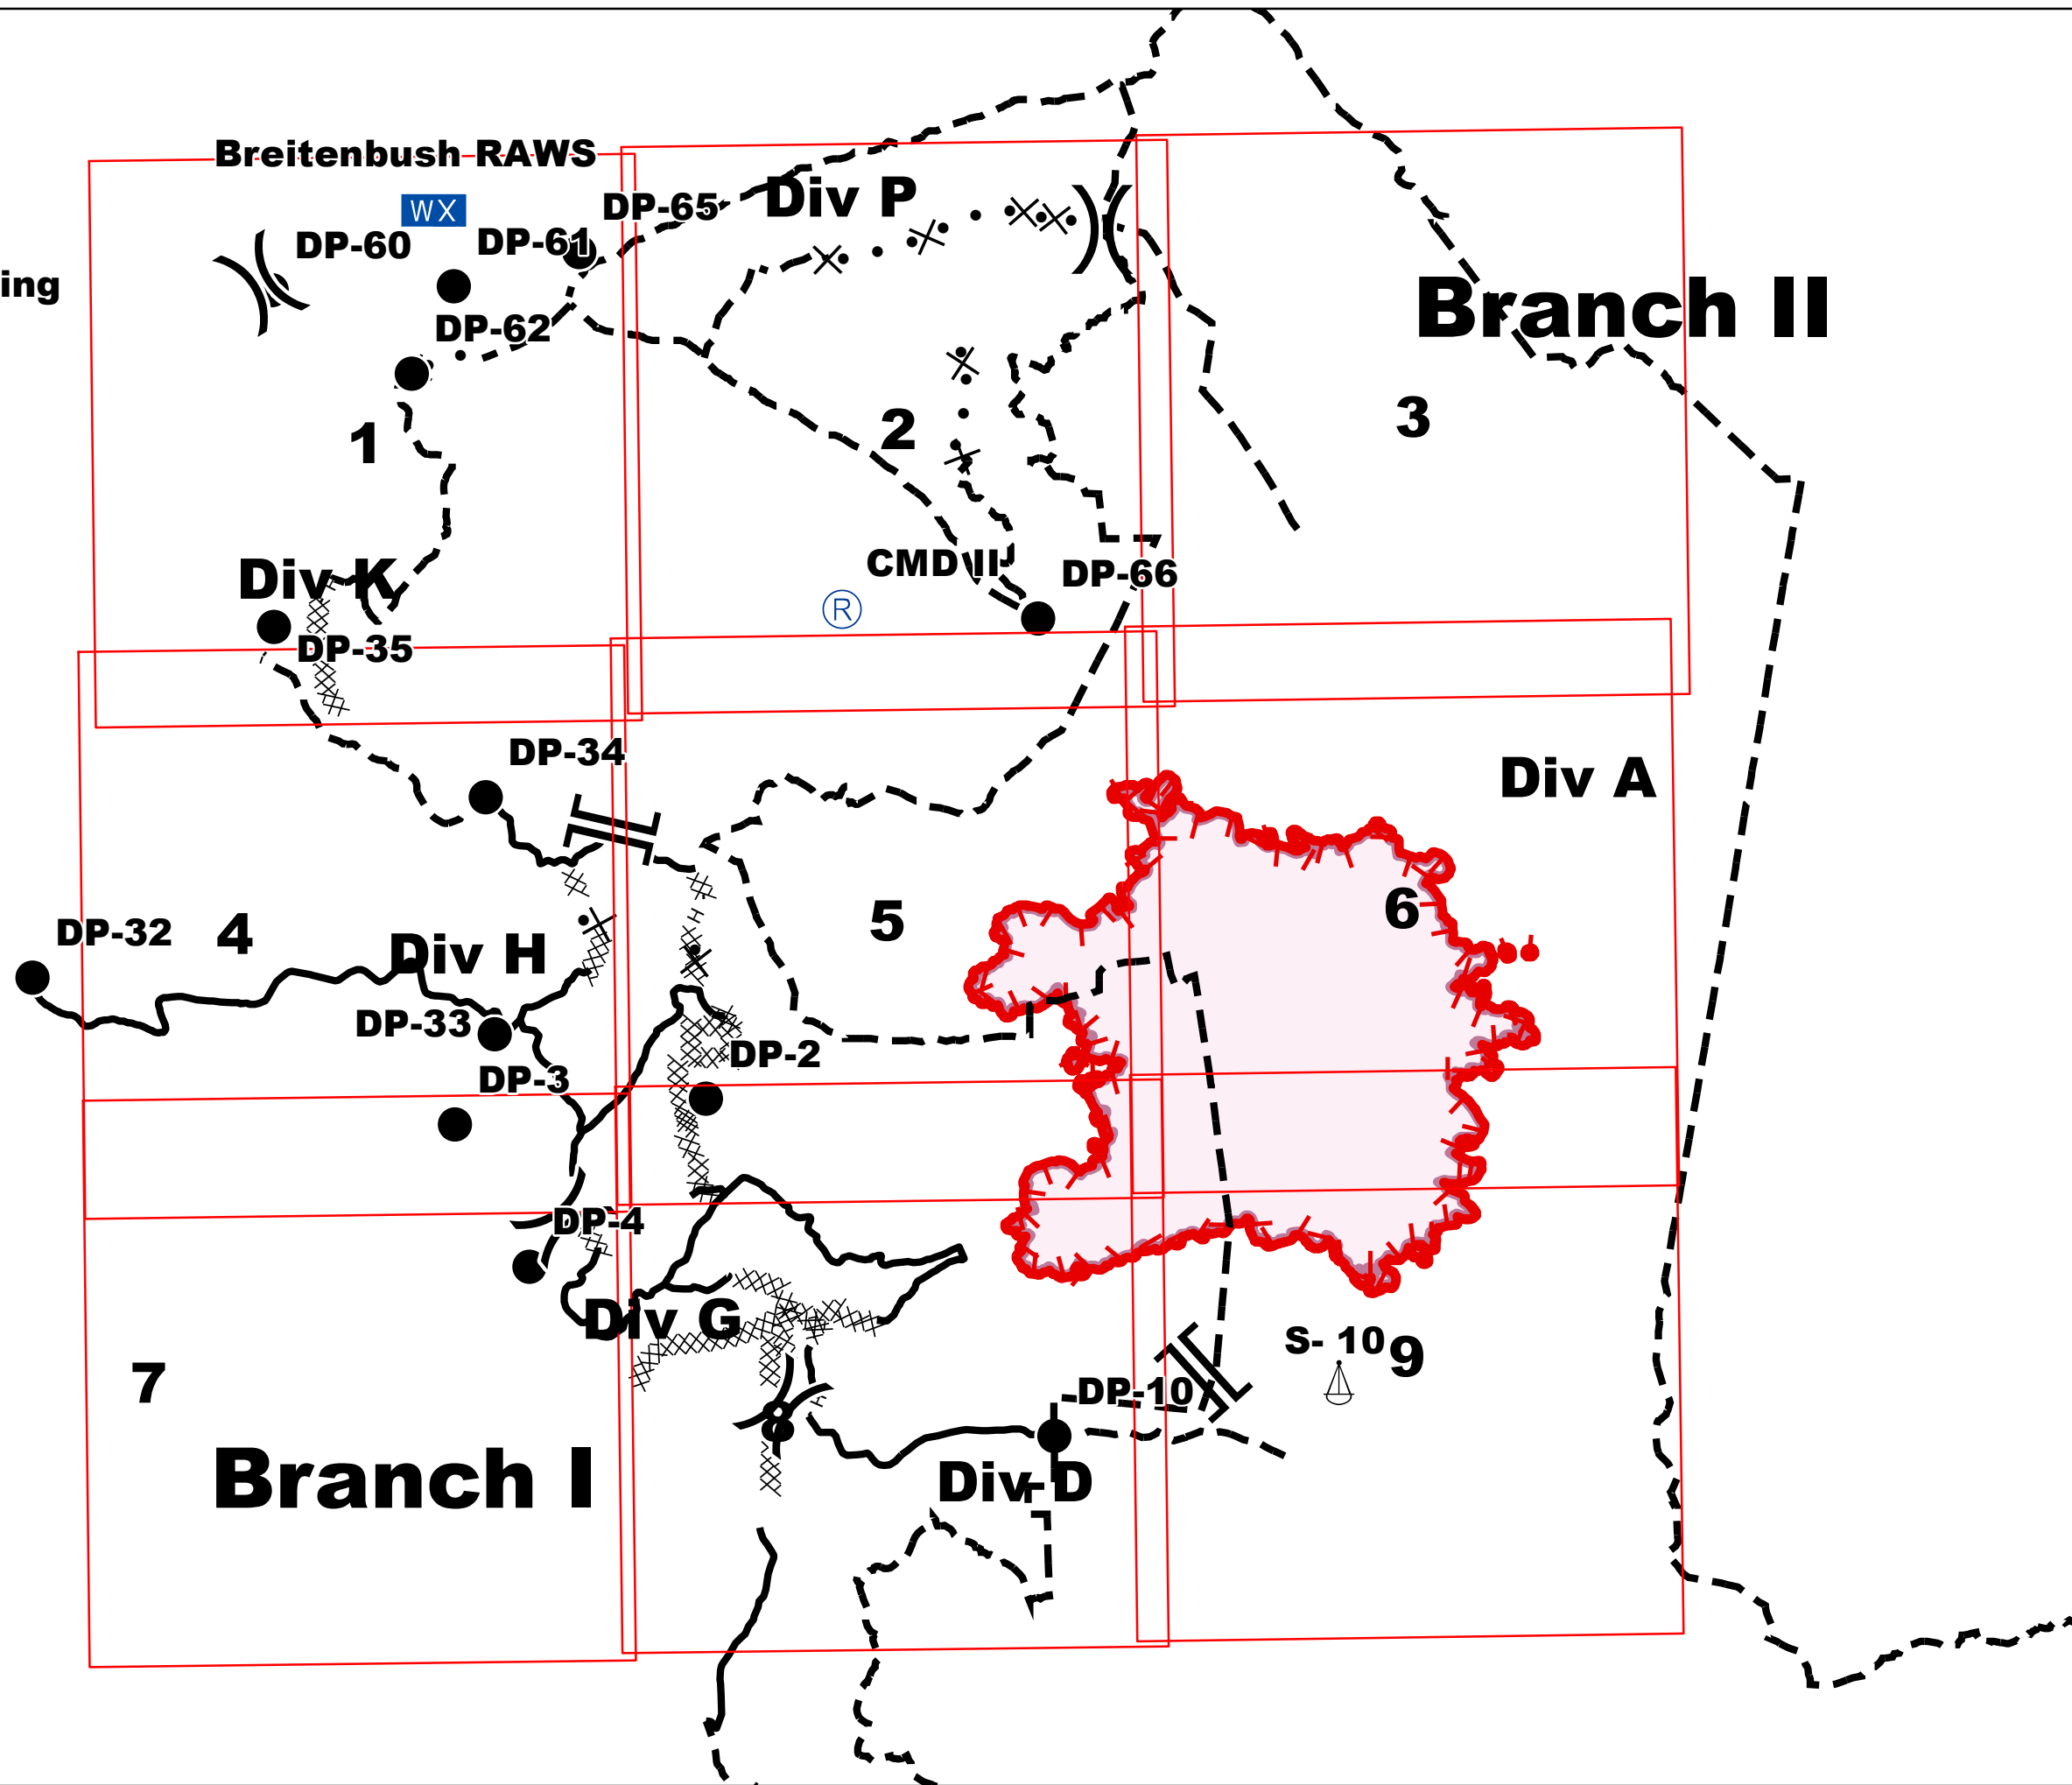 Breitenbush RAWS
WX
DP-65
Div P
DP-60
DP-61
ing
Branch II
DP-62
1
2
3
CMD II
DP-66
Div K
R
DP-35
DP-34
Div A
6
5
DP-32
4
Div H
DP-33
DP-2
DP-3
DP-4
Div G
S- 10
9
7
DP-10
Branch I
Div D